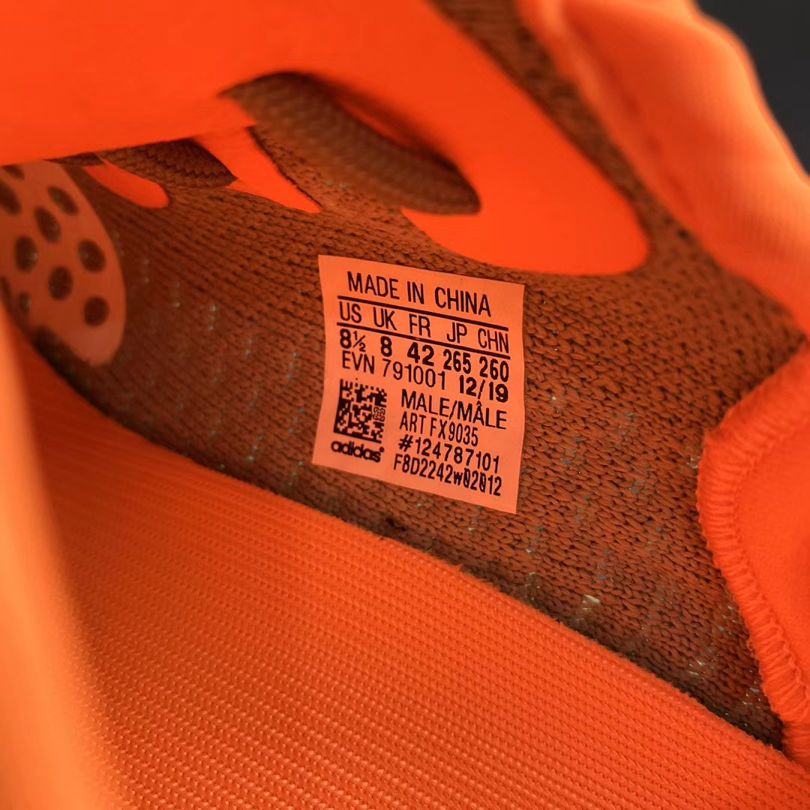 MADE IN CHINA
US UK FR JP CHN
8½ 8 42 265 260
EVN 791001 12/19
MALE/MÂLE
ART FX9035
#124787101
F8D2242w02012
adidas